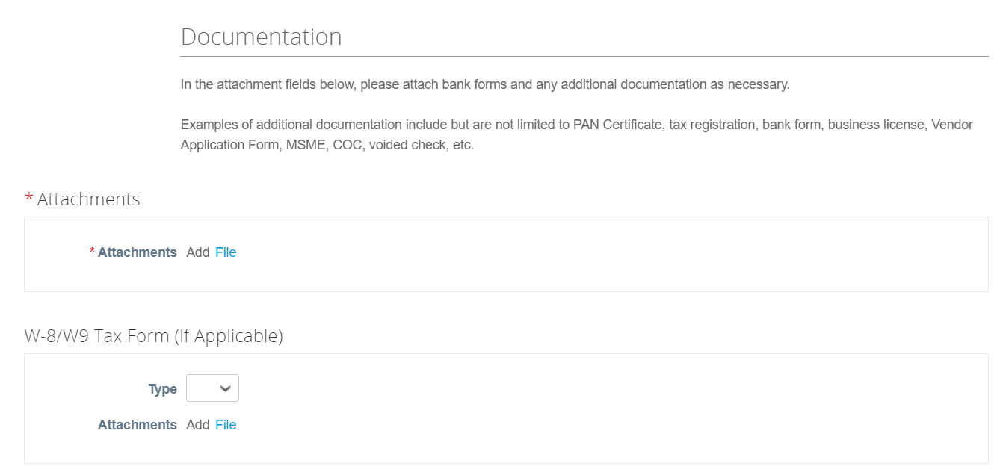 Documentation
In the attachment fields below, please attach bank forms and any additional documentation as necessary.
Examples of additional documentation include but are not limited to PAN Certificate, tax registration, bank form, business license, Vendor
Application Form, MSME, COC, voided check, etc.
* Attachments
* Attachments Add File
W-8/W9 Tax Form (If Applicable)
Type
Attachments Add File